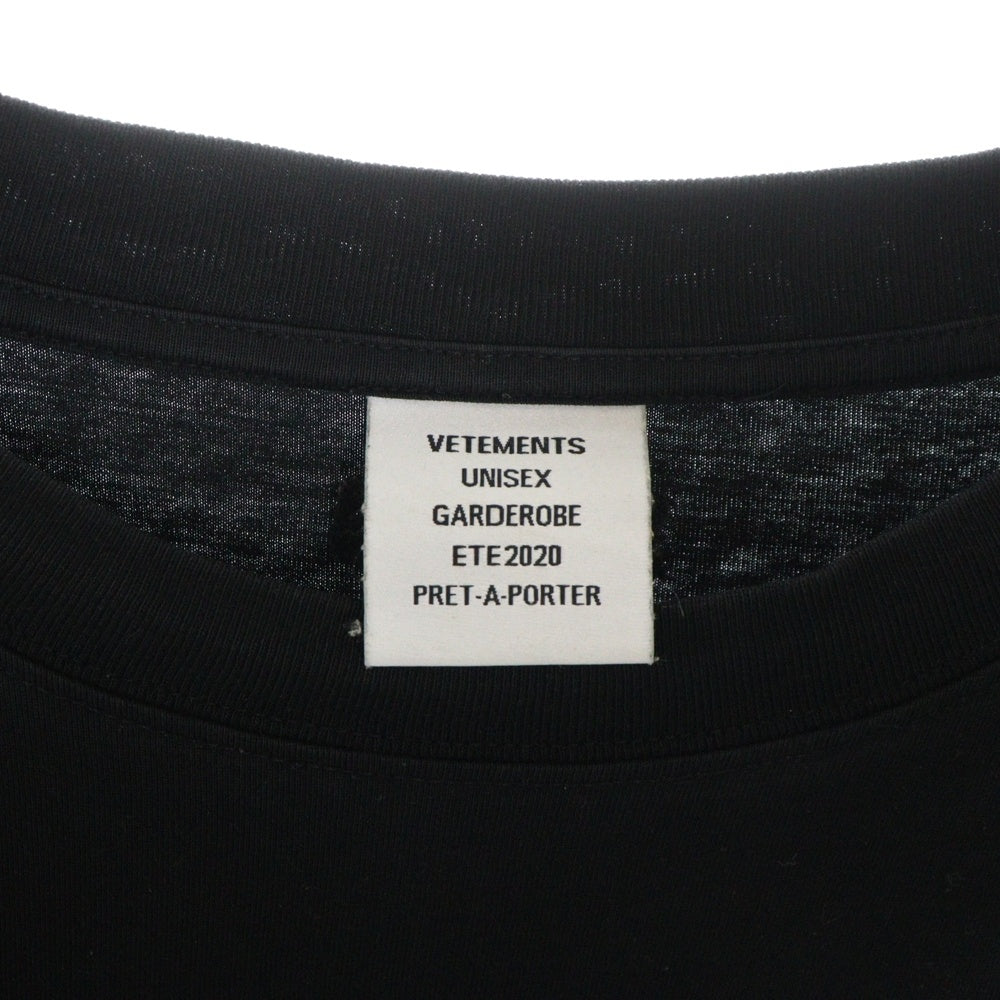 VETEMENTS
UNISEX
GARDEROBE
ETE2020
PRET-A-PORTER